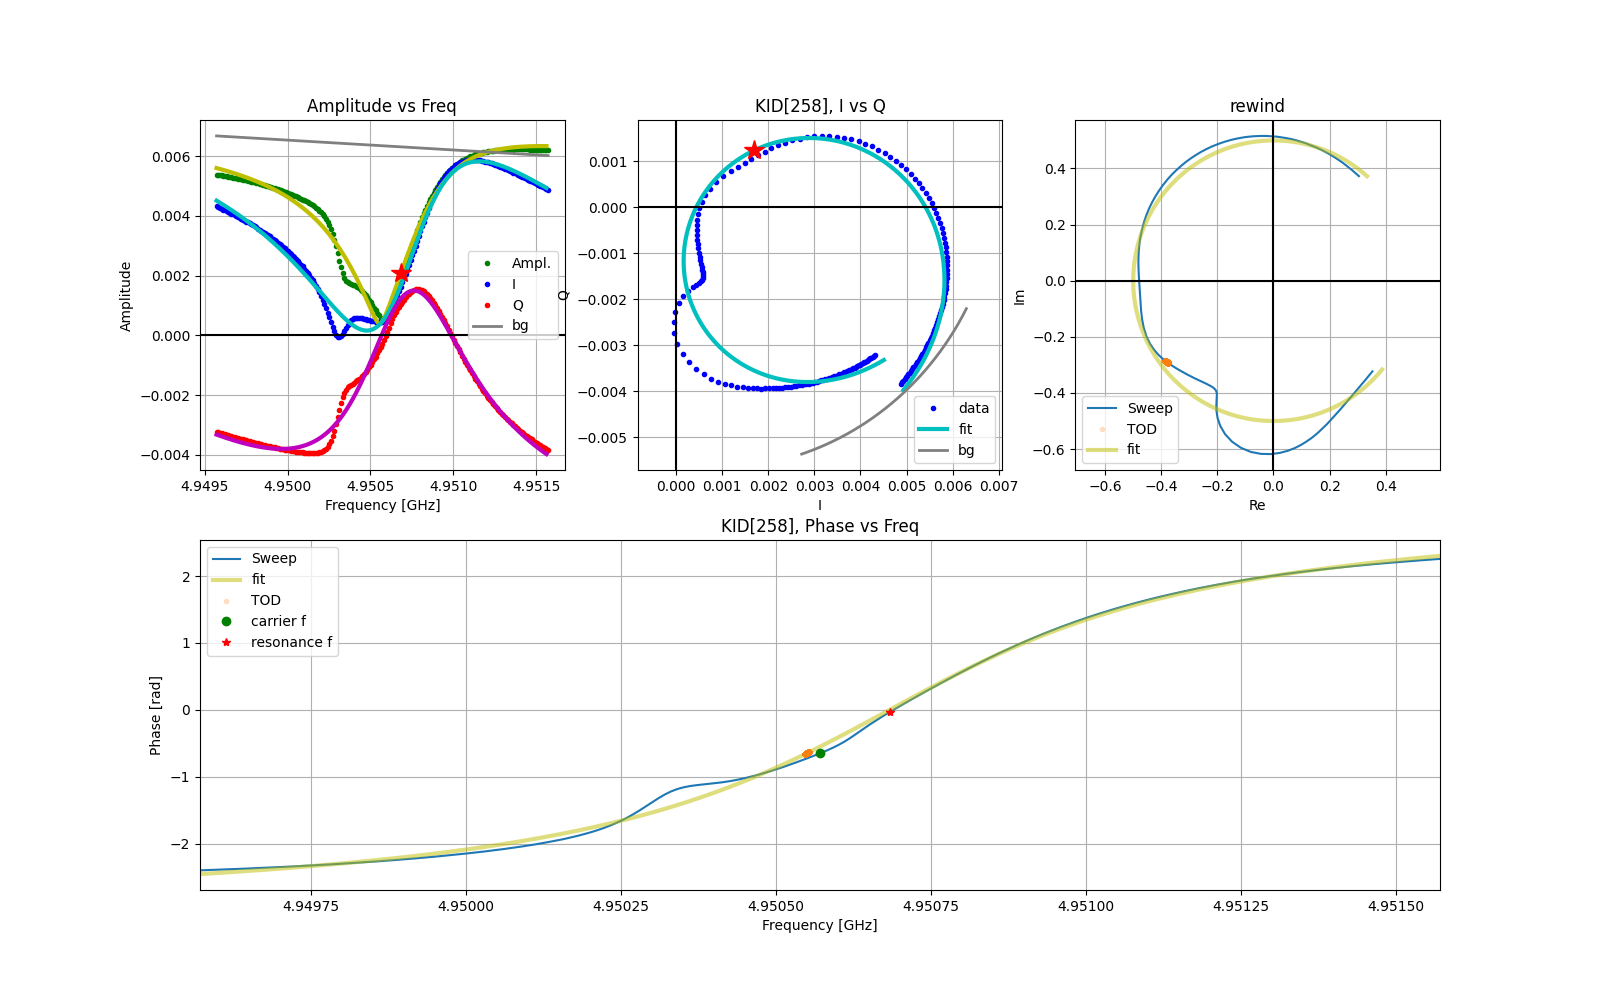 Amplitude vs Freq
Amplitude
0.006
0.004
0.002
0.000
−0.002
−0.004
4.9495
4.9500
4.9505
4.9510
4.9515
Frequency [GHz]
Ampl.
I
Q
bg
KID[258], I vs Q
Q
0.001
0.000
−0.001
−0.002
−0.003
−0.004
−0.005
0.000
0.001
0.002
0.003
0.004
0.005
0.006
0.007
I
data
fit
bg
rewind
Im
0.4
0.2
0.0
−0.2
−0.4
−0.6
−0.6
−0.4
−0.2
0.0
0.2
0.4
Re
Sweep
TOD
fit
KID[258], Phase vs Freq
Phase [rad]
2
1
0
−1
−2
4.94975
4.95000
4.95025
4.95050
4.95075
4.95100
4.95125
4.95150
Frequency [GHz]
Sweep
fit
TOD
carrier f
resonance f